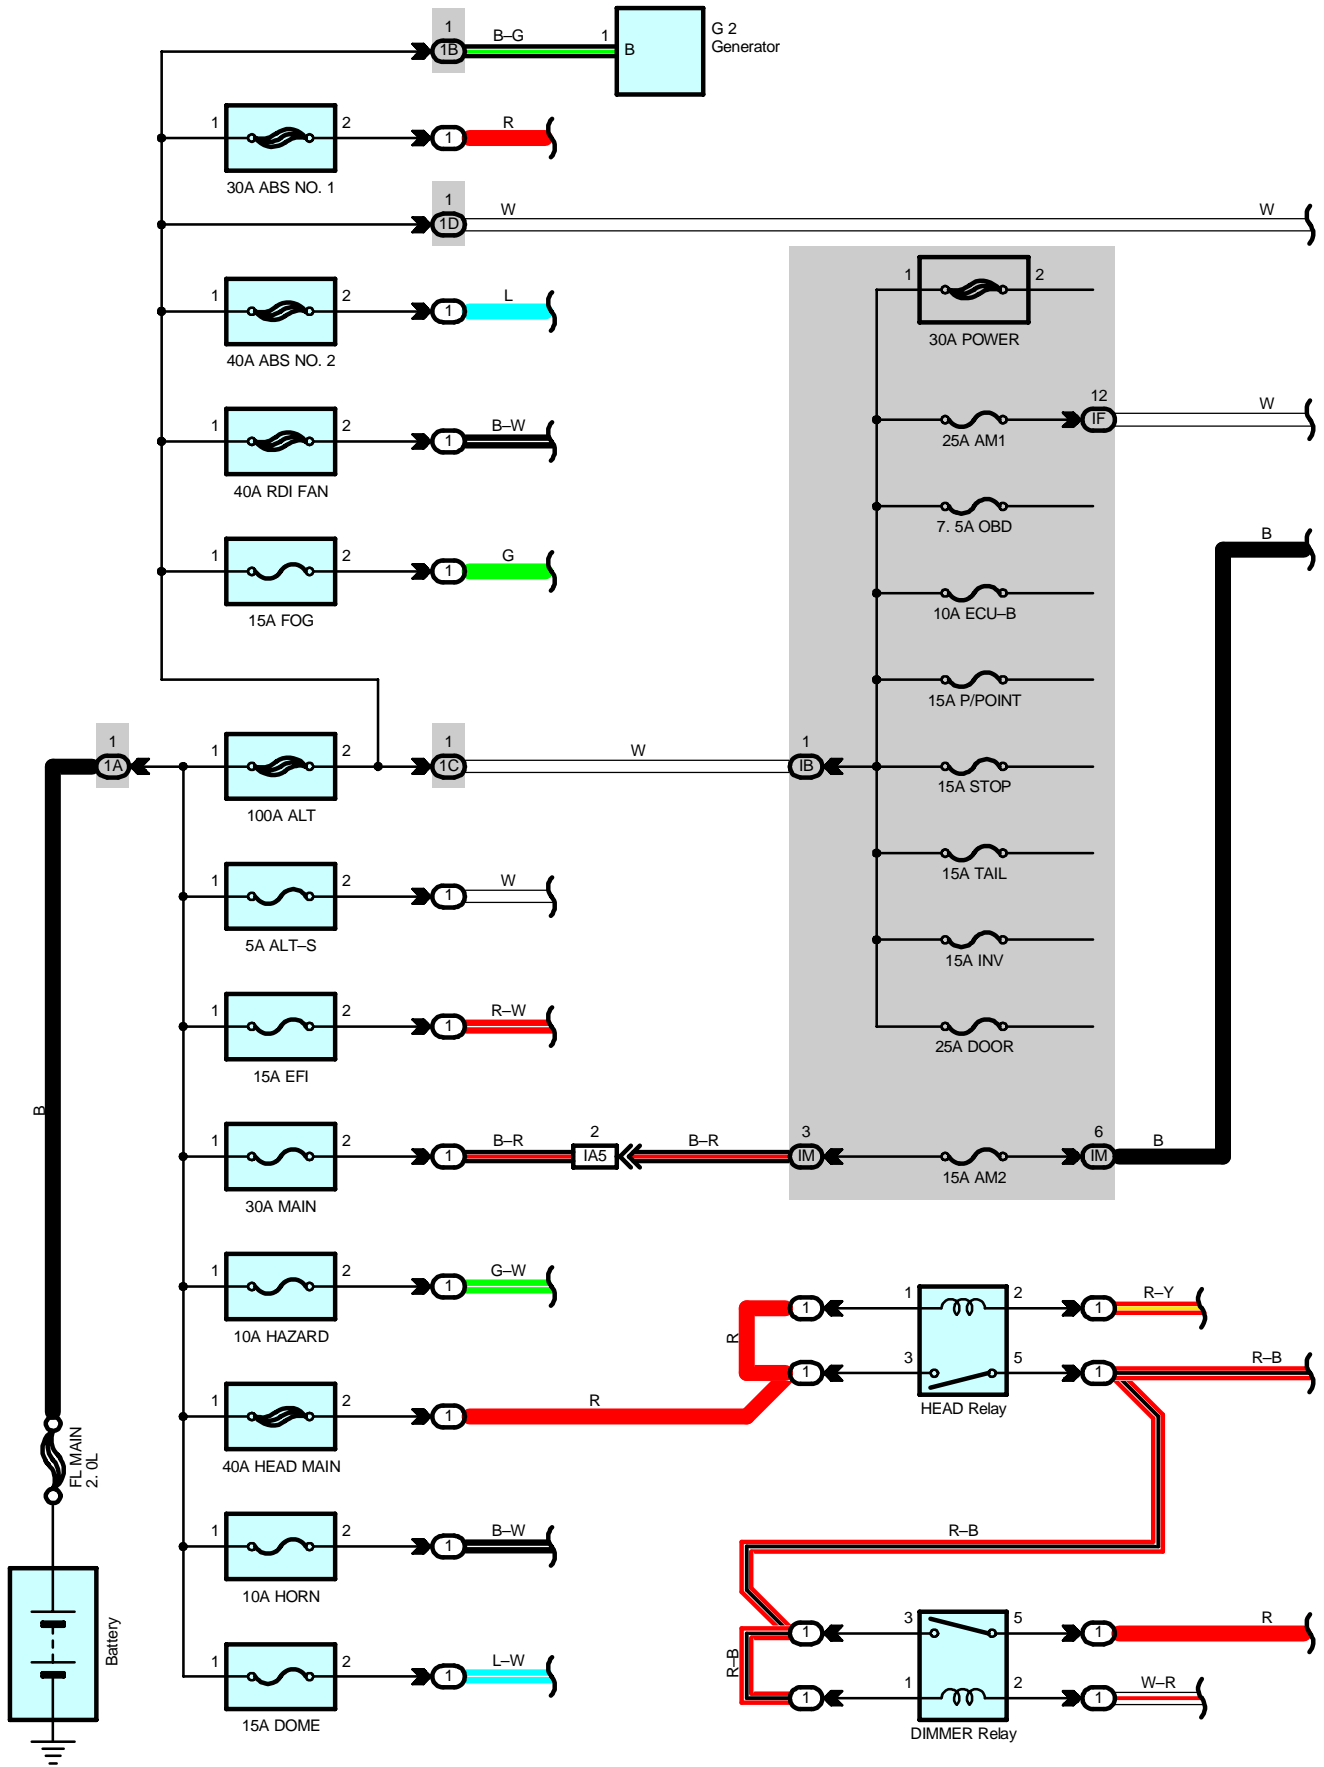 1
1B
B–G
1
B
G 2
Generator
1
2
1
R
30A ABS NO. 1
1
1D
W
W
1
2
1
L
40A ABS NO. 2
1
2
30A POWER
1
2
1
B–W
40A RDI FAN
25A AM1
12
IF
W
7. 5A OBD
B
1
2
1
G
15A FOG
10A ECU–B
15A P/POINT
1
1A
1
2
100A ALT
1
1C
W
1
IB
15A STOP
15A TAIL
1
2
1
W
5A ALT–S
15A INV
1
2
1
R–W
15A EFI
25A DOOR
B
1
2
1
B–R
2
IA5
B–R
3
IM
15A AM2
6
IM
B
30A MAIN
1
2
1
G–W
10A HAZARD
1
1
2
1
R–Y
R
1
3
5
1
R–B
HEAD Relay
1
2
1
R
40A HEAD MAIN
FL MAIN
2. 0L
1
2
1
B–W
10A HORN
R–B
Battery
1
3
5
1
R
R–B
1
1
2
1
W–R
DIMMER Relay
1
2
1
L–W
15A DOME